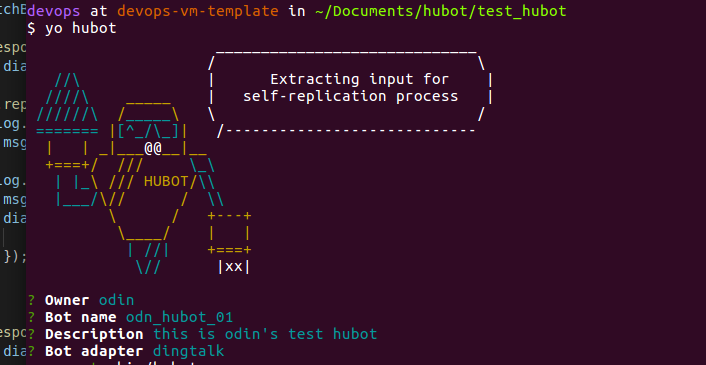 devops at devops-vm-template in ~/Documents/hubot/test_hubot
$ yo hubot
Extracting input for
self-replication process
HUBOT
? Owner odin
? Bot name odn_hubot_01
? Description this is odin's test hubot
? Bot adapter dingtalk